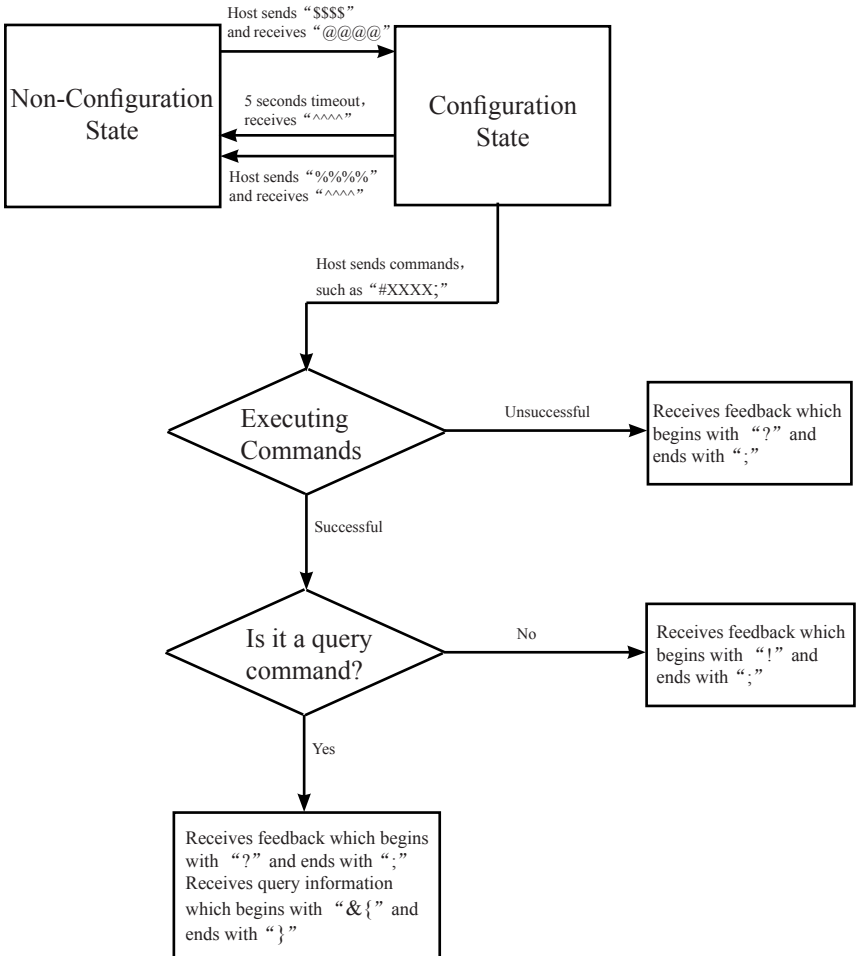 Host sends “$$$$”
and receives “@@@@”
Non-Configuration
State
5 seconds timeout,
receives “^^^^”
Configuration
State
Host sends “%%%%”
and receives “^^^^”
Host sends commands,
such as “#XXXX;”
Executing
Commands
Unsuccessful
Receives feedback which
begins with “?” and
ends with “;”
Successful
Is it a query
command?
No
Receives feedback which
begins with “!” and
ends with “;”
Yes
Receives feedback which begins
with “?” and ends with “;”
Receives query information
which begins with “&{” and
ends with “}”